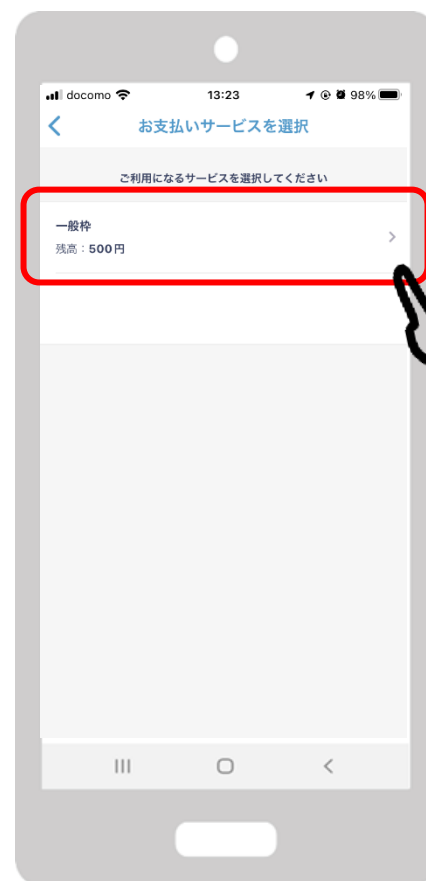 docomo 13:23 98%
お支払いサービスを選択
ご利用になるサービスを選択してください
一般枠
残高：500円